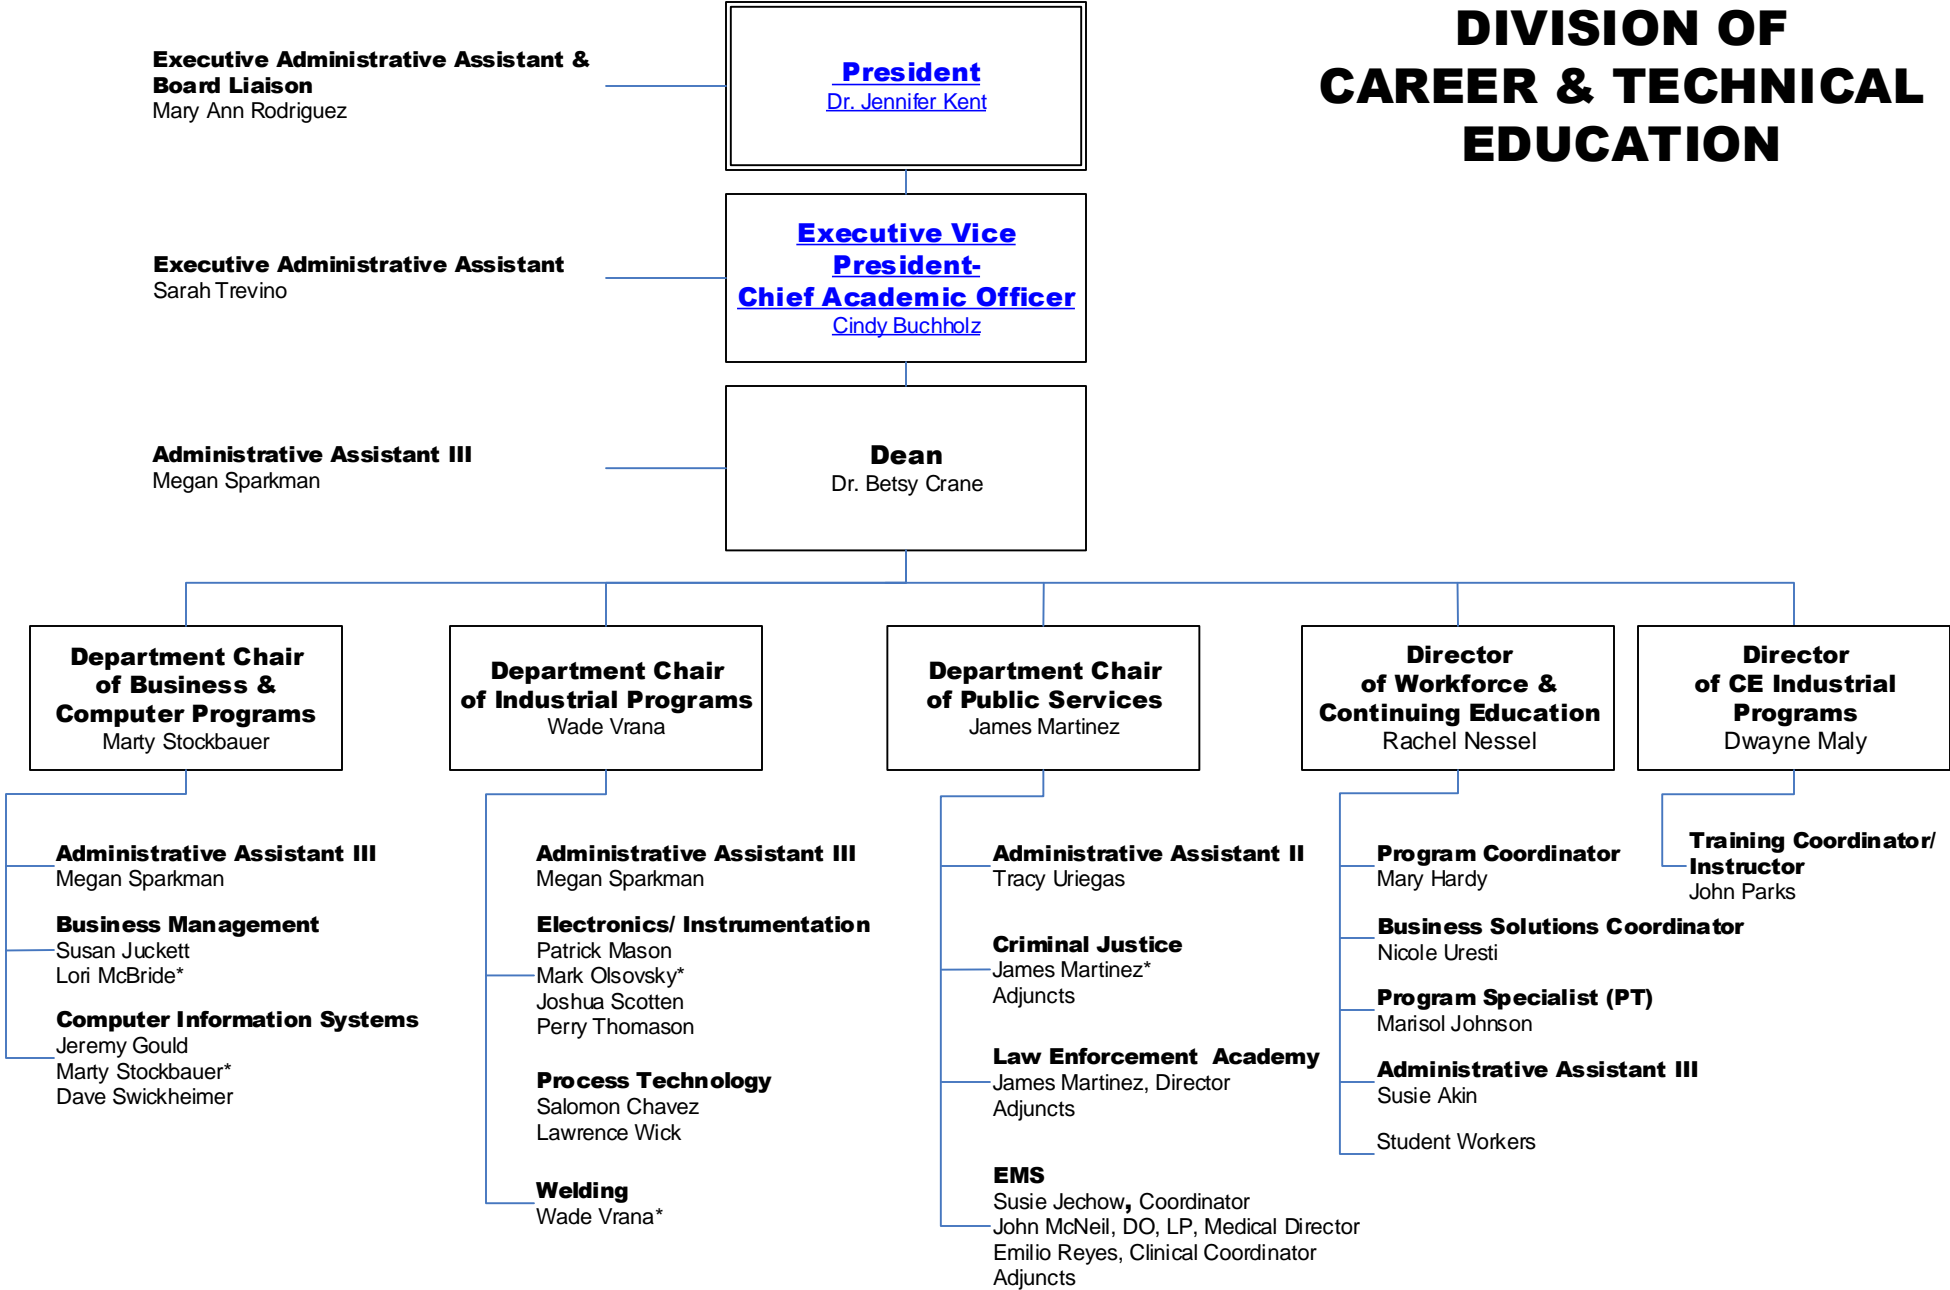 DIVISION OF
CAREER & TECHNICAL
EDUCATION
Executive Administrative Assistant &
Board Liaison
Mary Ann Rodriguez
President
Dr. Jennifer Kent
Executive Administrative Assistant
Sarah Trevino
Executive Vice
President-
Chief Academic Officer
Cindy Buchholz
Administrative Assistant III
Megan Sparkman
Dean
Dr. Betsy Crane
Department Chair
of Business &
Computer Programs
Marty Stockbauer
Department Chair
of Industrial Programs
Wade Vrana
Department Chair
of Public Services
James Martinez
Director
of Workforce &
Continuing Education
Rachel Nessel
Director
of CE Industrial
Programs
Dwayne Maly
Administrative Assistant III
Megan Sparkman
Business Management
Susan Juckett
Lori McBride*
Computer Information Systems
Jeremy Gould
Marty Stockbauer*
Dave Swickheimer
Administrative Assistant III
Megan Sparkman
Electronics/ Instrumentation
Patrick Mason
Mark Olsovsky*
Joshua Scotten
Perry Thomason
Process Technology
Salomon Chavez
Lawrence Wick
Welding
Wade Vrana*
Administrative Assistant II
Tracy Uriegas
Criminal Justice
James Martinez*
Adjuncts
Law Enforcement Academy
James Martinez, Director
Adjuncts
EMS
Susie Jechow, Coordinator
John McNeil, DO, LP, Medical Director
Emilio Reyes, Clinical Coordinator
Adjuncts
Program Coordinator
Mary Hardy
Business Solutions Coordinator
Nicole Uresti
Program Specialist (PT)
Marisol Johnson
Administrative Assistant III
Susie Akin
Student Workers
Training Coordinator/
Instructor
John Parks